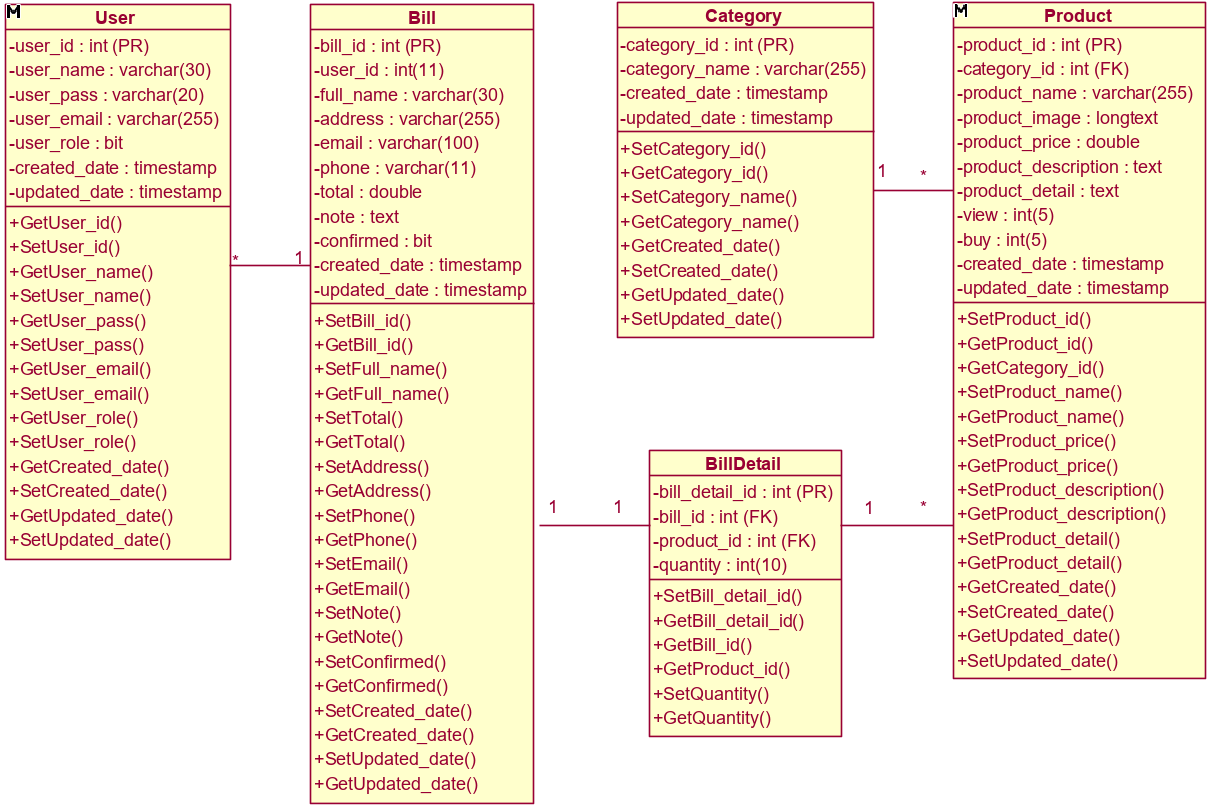 M
User
-user_id : int (PR)
-user_name : varchar(30)
-user_pass : varchar(20)
-user_email : varchar(255)
-user_role : bit
-created_date : timestamp
-updated_date : timestamp
+GetUser_id()
+SetUser_id()
+GetUser_name()
+SetUser_name()
+GetUser_pass()
+SetUser_pass()
+GetUser_email()
+SetUser_email()
+GetUser_role()
+SetUser_role()
+GetCreated_date()
+SetCreated_date()
+GetUpdated_date()
+SetUpdated_date()
* 1
Bill
-bill_id : int (PR)
-user_id : int(11)
-full_name : varchar(30)
-address : varchar(255)
-email : varchar(100)
-phone : varchar(11)
-total : double
-note : text
-confirmed : bit
-created_date : timestamp
-updated_date : timestamp
+SetBill_id()
+GetBill_id()
+SetFull_name()
+GetFull_name()
+SetTotal()
+GetTotal()
+SetAddress()
+GetAddress()
+SetPhone()
+GetPhone()
+SetEmail()
+GetEmail()
+SetNote()
+GetNote()
+SetConfirmed()
+GetConfirmed()
+SetCreated_date()
+GetCreated_date()
+SetUpdated_date()
+GetUpdated_date()
1 1
Category
-category_id : int (PR)
-category_name : varchar(255)
-created_date : timestamp
-updated_date : timestamp
+SetCategory_id()
+GetCategory_id()
+SetCategory_name()
+GetCategory_name()
+GetCreated_date()
+SetCreated_date()
+GetUpdated_date()
+SetUpdated_date()
1 *
BillDetail
-bill_detail_id : int (PR)
-bill_id : int (FK)
-product_id : int (FK)
-quantity : int(10)
+SetBill_detail_id()
+GetBill_detail_id()
+GetBill_id()
+GetProduct_id()
+SetQuantity()
+GetQuantity()
1 *
M
Product
-product_id : int (PR)
-category_id : int (FK)
-product_name : varchar(255)
-product_image : longtext
-product_price : double
-product_description : text
-product_detail : text
-view : int(5)
-buy : int(5)
-created_date : timestamp
-updated_date : timestamp
+SetProduct_id()
+GetProduct_id()
+GetCategory_id()
+SetProduct_name()
+GetProduct_name()
+SetProduct_price()
+GetProduct_price()
+SetProduct_description()
+GetProduct_description()
+SetProduct_detail()
+GetProduct_detail()
+GetCreated_date()
+SetCreated_date()
+GetUpdated_date()
+SetUpdated_date()